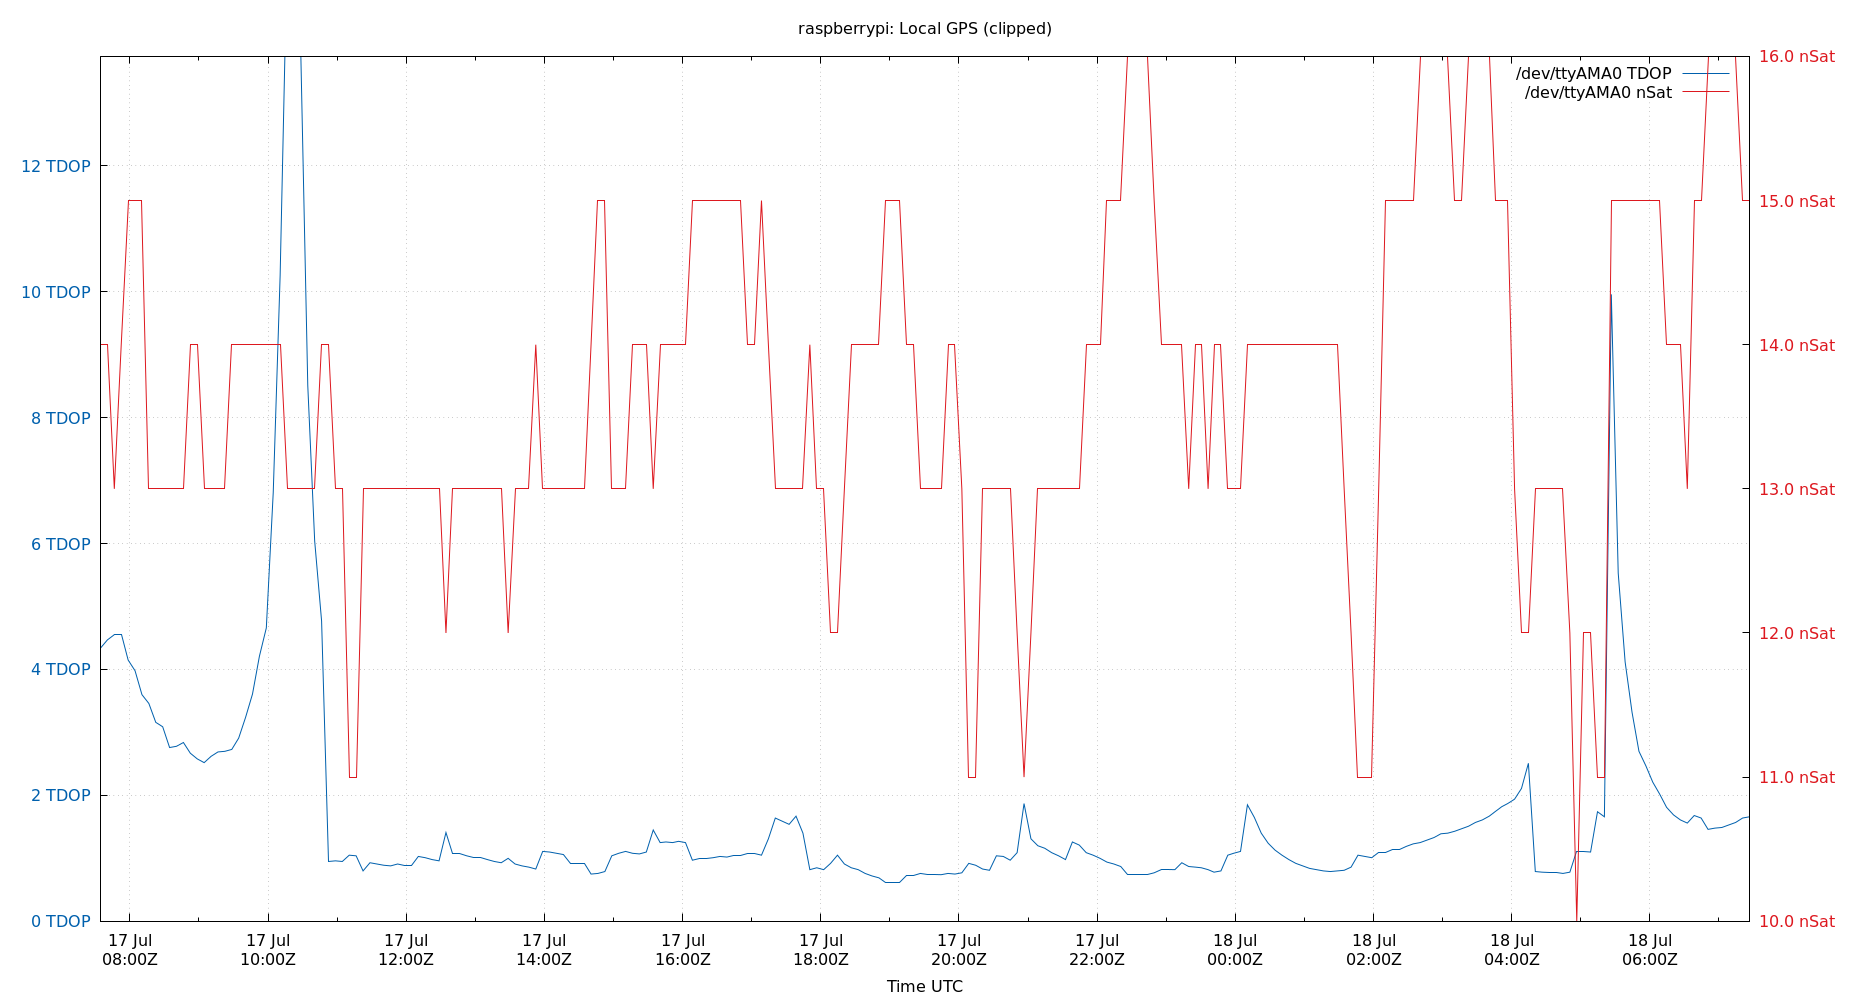 raspberrypi: Local GPS (clipped)
16.0 nSat
/dev/ttyAMA0 TDOP
/dev/ttyAMA0 nSat
12 TDOP
15.0 nSat
10 TDOP
14.0 nSat
8 TDOP
13.0 nSat
6 TDOP
12.0 nSat
4 TDOP
11.0 nSat
2 TDOP
0 TDOP
10.0 nSat
17 Jul 17 Jul 17 Jul 17 Jul 17 Jul 17 Jul 17 Jul 17 Jul 18 Jul 18 Jul 18 Jul 18 Jul
08:00Z 10:00Z 12:00Z 14:00Z 16:00Z 18:00Z 20:00Z 22:00Z 00:00Z 02:00Z 04:00Z 06:00Z
Time UTC